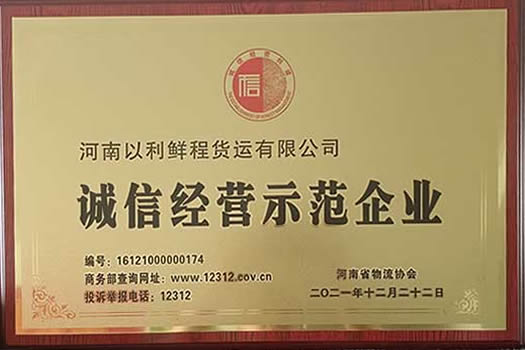 信
河南以利鲜程货运有限公司
诚信经营示范企业
编号：16121000000174
商务部查询网址：www.12312.cov.cn
投诉举报电话：12312
河南省物流协会
二〇二一年十二月二十二日